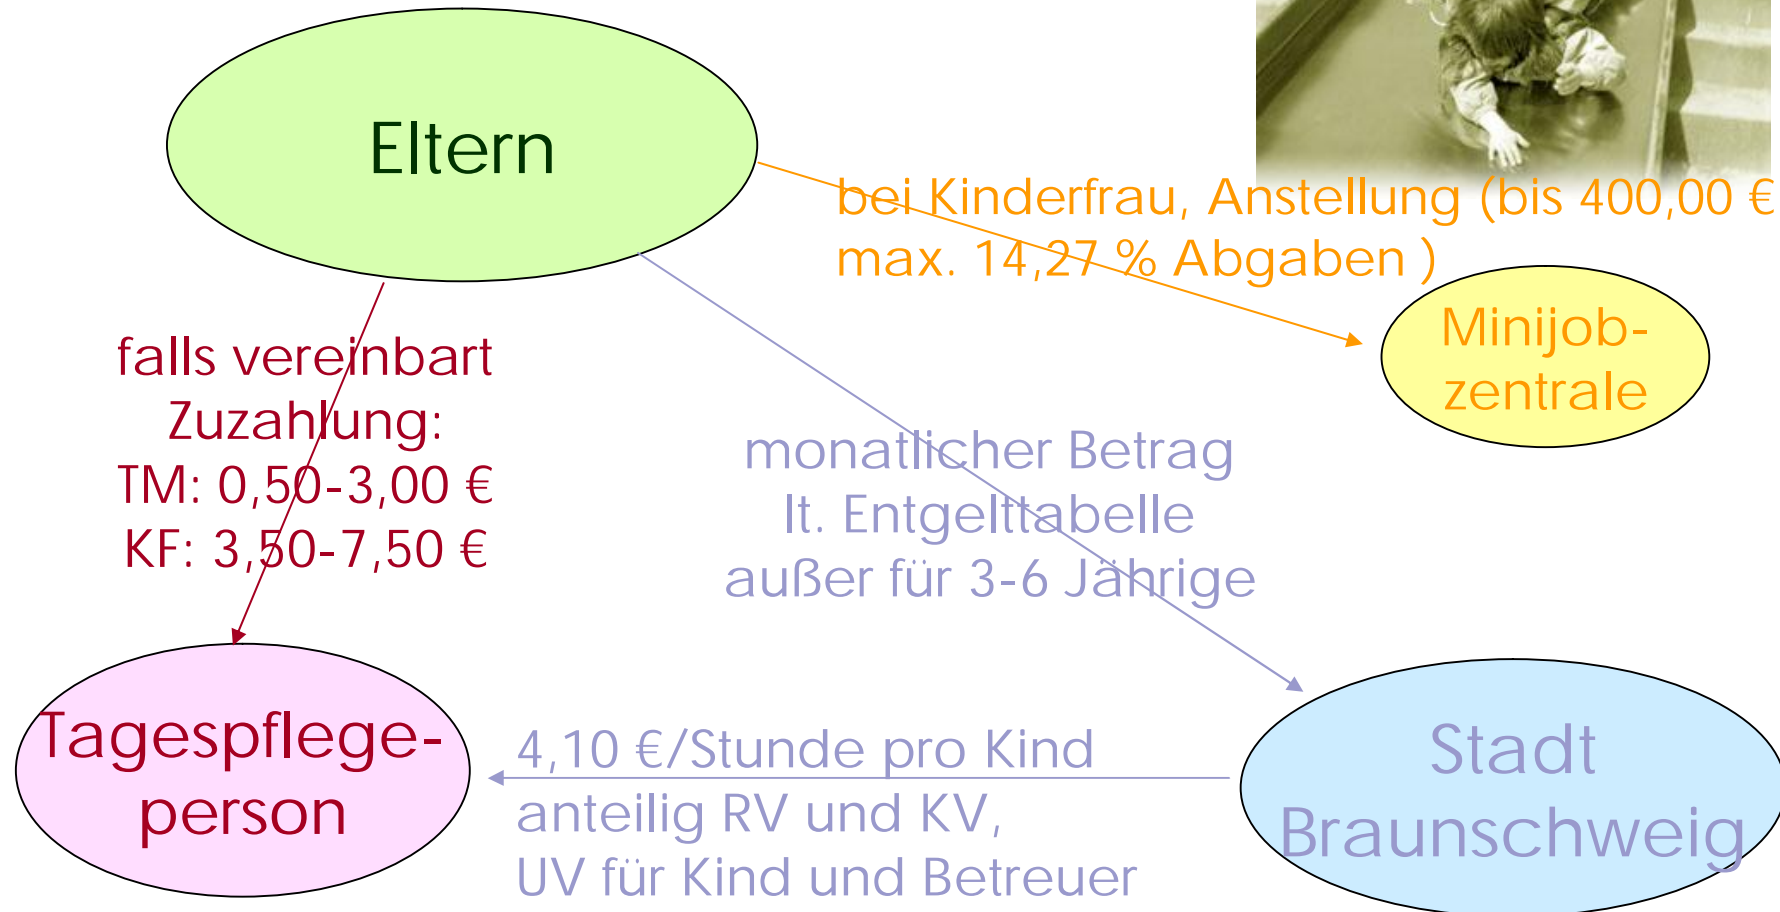 Eltern
bei Kinderfrau, Anstellung (bis 400,00 €
max. 14,27 % Abgaben )
Minijob-
zentrale
falls vereinbart
Zuzahlung:
TM: 0,50-3,00 €
KF: 3,50-7,50 €
monatlicher Betrag
lt. Entgelttabelle
außer für 3-6 Jährige
Tagespflege-
person
4,10 €/Stunde pro Kind
anteilig RV und KV,
UV für Kind und Betreuer
Stadt
Braunschweig